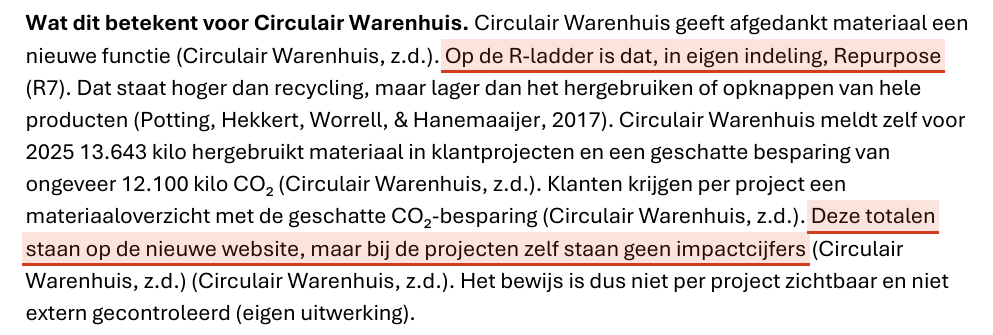 Wat dit betekent voor Circulair Warenhuis. Circulair Warenhuis geeft afgedankt materiaal een
nieuwe functie (Circulair Warenhuis, z.d.). Op de R-ladder is dat, in eigen indeling, Repurpose
(R7). Dat staat hoger dan recycling, maar lager dan het hergebruiken of opknappen van hele
producten (Potting, Hekkert, Worrell, & Hanemaaijer, 2017). Circulair Warenhuis meldt zelf voor
2025 13.643 kilo hergebruikt materiaal in klantprojecten en een geschatte besparing van
ongeveer 12.100 kilo CO₂ (Circulair Warenhuis, z.d.). Klanten krijgen per project een
materiaaloverzicht met de geschatte CO₂-besparing (Circulair Warenhuis, z.d.). Deze totalen
staan op de nieuwe website, maar bij de projecten zelf staan geen impactcijfers (Circulair
Warenhuis, z.d.) (Circulair Warenhuis, z.d.). Het bewijs is dus niet per project zichtbaar en niet
extern gecontroleerd (eigen uitwerking).